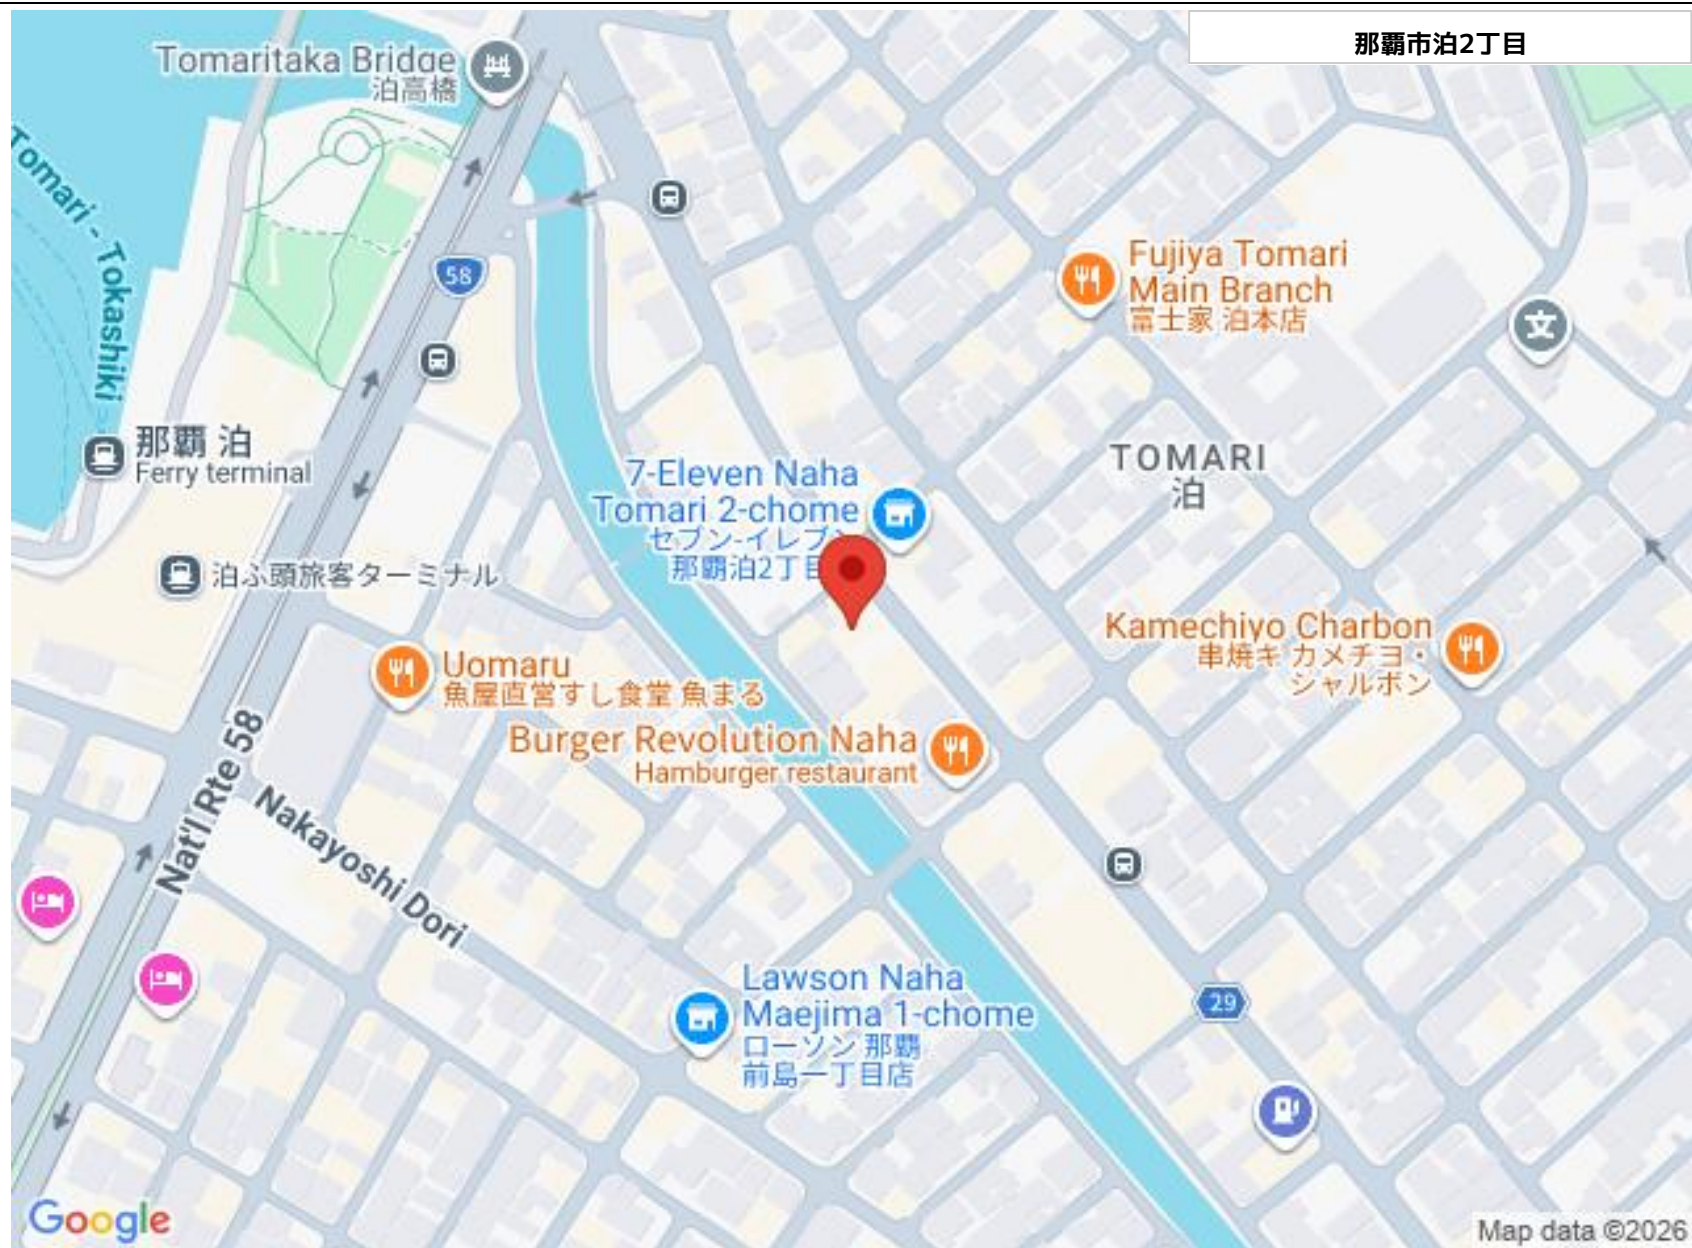 那覇市泊2丁目
Tomaritaka Bridge
泊高橋
Tomari - Tokashiki
58
Fujiya Tomari
Main Branch
富士家 泊本店
文
那覇 泊
Ferry terminal
TOMARI
泊
7-Eleven Naha
Tomari 2-chome
セブン-イレブン
那覇泊2丁目
泊ふ頭旅客ターミナル
Kamechiyo Charbon
串焼キ カメチヨ・
シャルボン
Uomaru
魚屋直営すし食堂 魚まる
Burger Revolution Naha
Hamburger restaurant
Nat'l Rte 58
Nakayoshi Dori
Lawson Naha
Maejima 1-chome
ローソン 那覇
前島一丁目店
29
Google
Map data ©2026